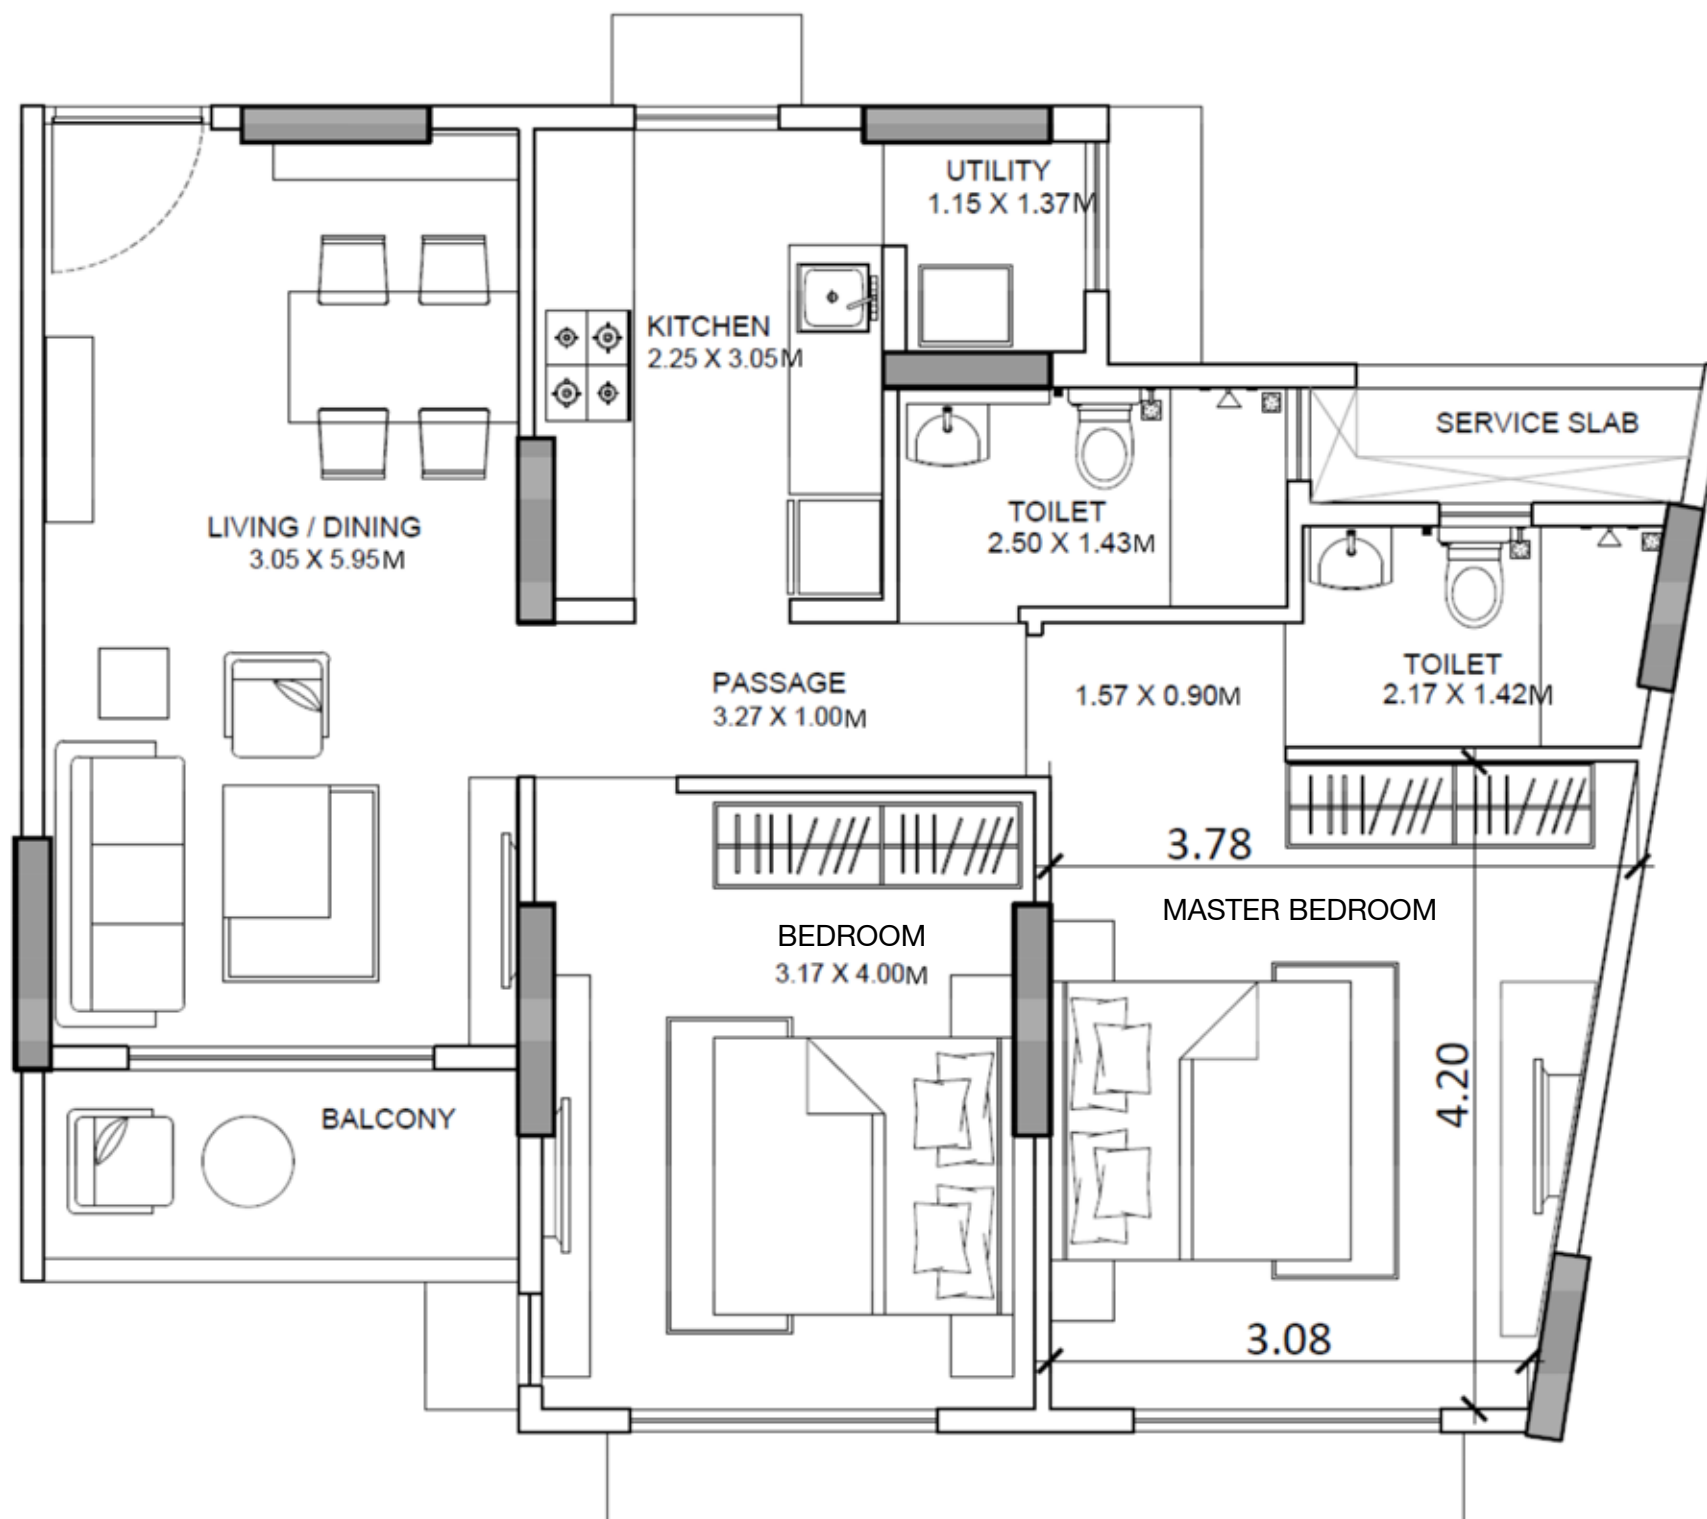 UTILITY
1.15 X 1.37M
KITCHEN
2.25 X 3.05M
SERVICE SLAB
LIVING / DINING
3.05 X 5.95M
TOILET
2.50 X 1.43M
PASSAGE
3.27 X 1.00M
1.57 X 0.90M
TOILET
2.17 X 1.42M
3.78
MASTER BEDROOM
BEDROOM
3.17 X 4.00M
4.20
BALCONY
3.08